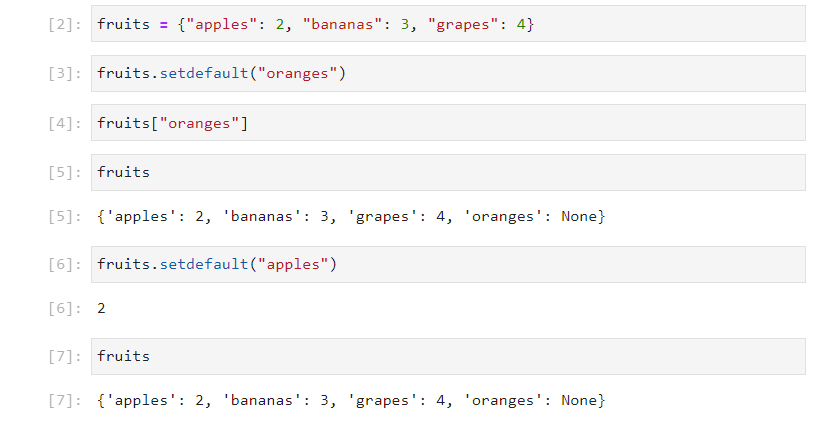 [2]: fruits = {"apples": 2, "bananas": 3, "grapes": 4}
[3]: fruits.setdefault("oranges")
[4]: fruits["oranges"]
[5]: fruits
[5]: {'apples': 2, 'bananas': 3, 'grapes': 4, 'oranges': None}
[6]: fruits.setdefault("apples")
[6]: 2
[7]: fruits
[7]: {'apples': 2, 'bananas': 3, 'grapes': 4, 'oranges': None}